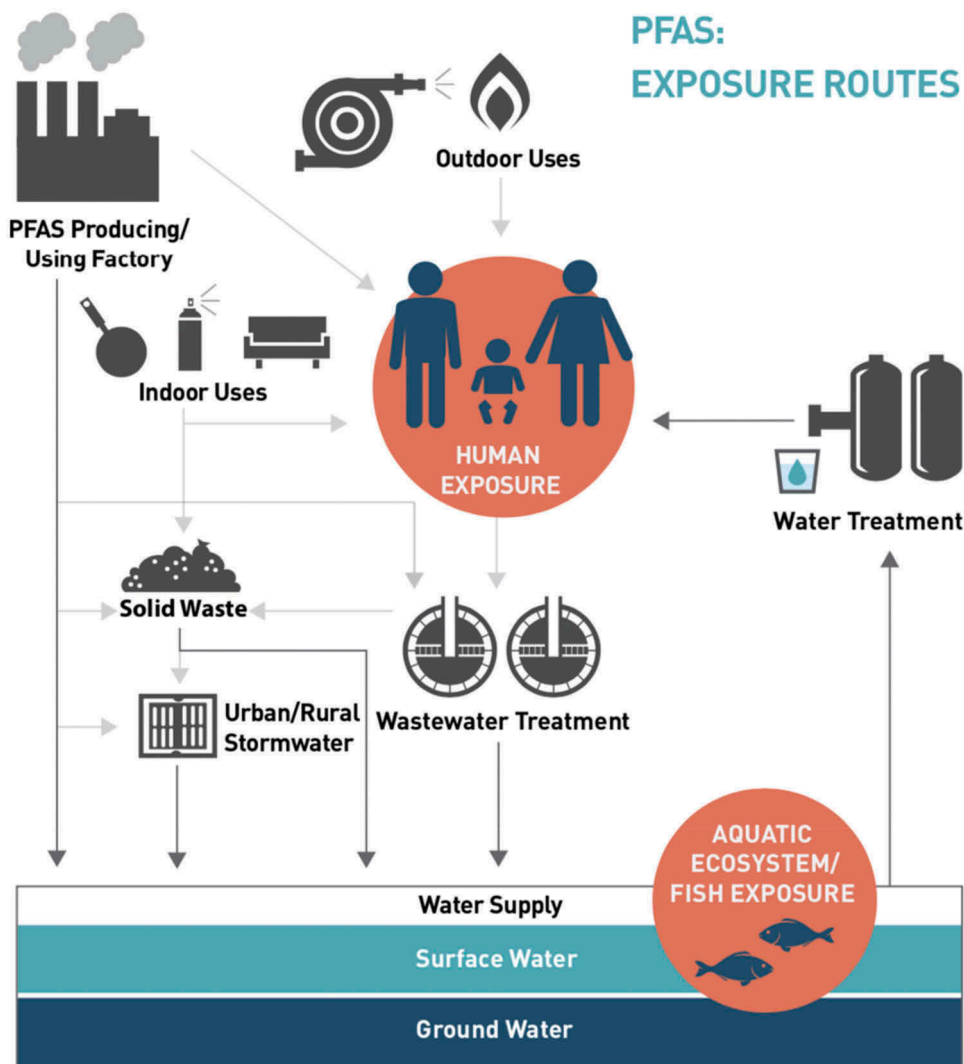 PFAS:
EXPOSURE ROUTES
Outdoor Uses
PFAS Producing/
Using Factory
Indoor Uses
HUMAN
EXPOSURE
Water Treatment
Solid Waste
Urban/Rural
Stormwater
Wastewater Treatment
AQUATIC
ECOSYSTEM/
FISH EXPOSURE
Water Supply
Surface Water
Ground Water